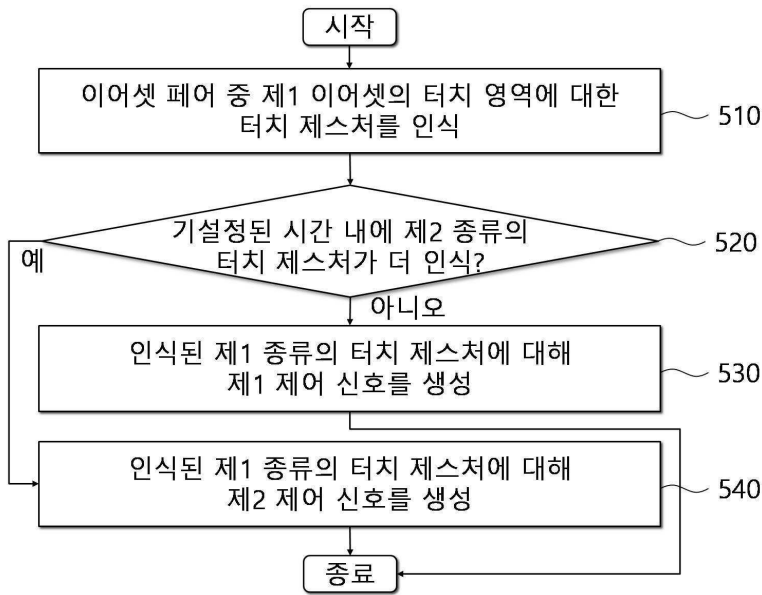 시작
이어셋 페어 중 제1 이어셋의 터치 영역에 대한
터치 제스처를 인식
510
기설정된 시간 내에 제2 종류의
터치 제스처가 더 인식?
520
예
아니오
인식된 제1 종류의 터치 제스처에 대해
제1 제어 신호를 생성
530
인식된 제1 종류의 터치 제스처에 대해
제2 제어 신호를 생성
540
종료